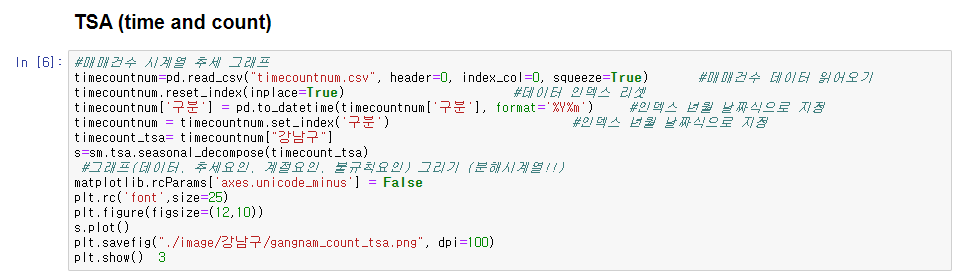 TSA (time and count)
In [6]: #매매건수 시계열 추세 그래프
timecountnum=pd.read_csv("timecountnum.csv", header=0, index_col=0, squeeze=True) #매매건수 데이터 읽어오기
timecountnum.reset_index(inplace=True) #데이터 인덱스 리셋
timecountnum['구분'] = pd.to_datetime(timecountnum['구분'], format='%Y%m') #인덱스 년월 날짜식으로 지정
timecountnum = timecountnum.set_index('구분') #인덱스 년월 날짜식으로 지정
timecount_tsa= timecountnum["강남구"]
s=sm.tsa.seasonal_decompose(timecount_tsa)
#그래프(데이터, 추세요인, 계절요인, 불규칙요인) 그리기 (분해시계열!!)
matplotlib.rcParams['axes.unicode_minus'] = False
plt.rc('font',size=25)
plt.figure(figsize=(12,10))
s.plot()
plt.savefig("./image/강남구/gangnam_count_tsa.png", dpi=100)
plt.show() 3